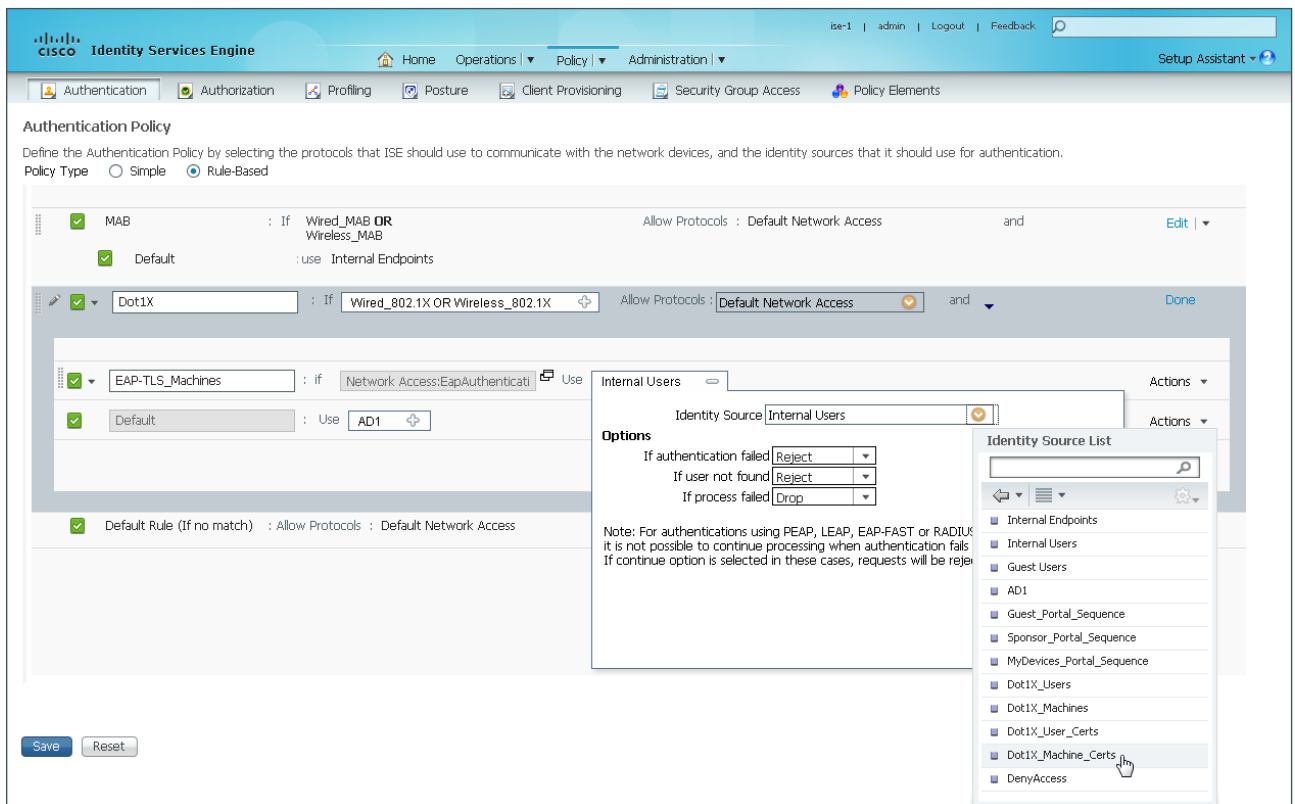 ise-1 | admin | Logout | Feedback
CISCO Identity Services Engine
Home Operations | Policy | Administration | Setup Assistant
Authentication Authorization Profiling Posture Client Provisioning Security Group Access Policy Elements
Authentication Policy
Define the Authentication Policy by selecting the protocols that ISE should use to communicate with the network devices, and the identity sources that it should use for authentication.
Policy Type Simple Rule-Based
MAB : If Wired_MAB OR Allow Protocols : Default Network Access and Edit |
Wireless_MAB
Default : use Internal Endpoints
Dot1X : If Wired_802.1X OR Wireless_802.1X Allow Protocols : Default Network Access and Done
EAP-TLS_Machines : if Network Access:EapAuthenticati Use Internal Users Actions
Default : Use AD1 Actions
Identity Source Internal Users
Options
If authentication failed Reject
If user not found Reject
If process failed Drop
Note: For authentications using PEAP, LEAP, EAP-FAST or RADIUS
it is not possible to continue processing when authentication fails
If continue option is selected in these cases, requests will be reje
Default Rule (If no match) : Allow Protocols : Default Network Access
Identity Source List
Internal Endpoints
Internal Users
Guest Users
AD1
Guest_Portal_Sequence
Sponsor_Portal_Sequence
MyDevices_Portal_Sequence
Dot1X_Users
Dot1X_Machines
Dot1X_User_Certs
Dot1X_Machine_Certs
DenyAccess
Save Reset